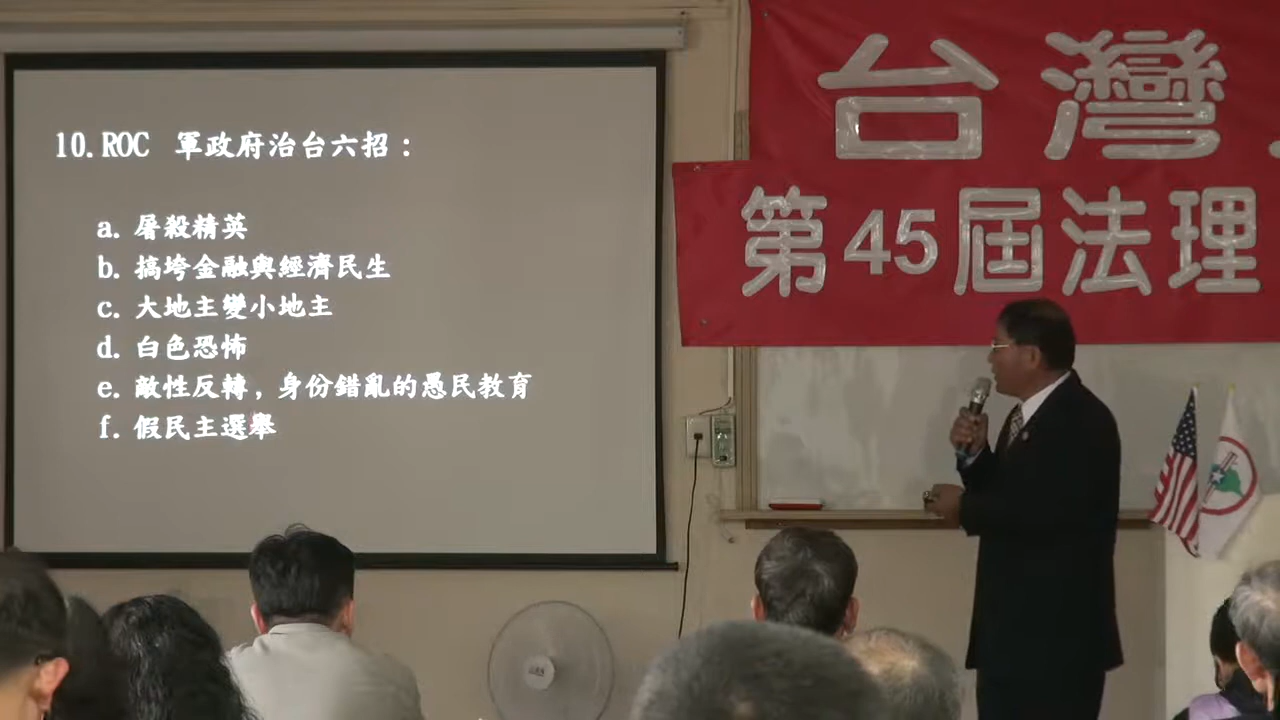 10. ROC 軍政府治台六招：
a. 屠殺精英
b. 搞垮金融與經濟民生
c. 大地主變小地主
d. 白色恐怖
e. 敵性反轉，身份錯亂的愚民教育
f. 假民主選舉
台灣
第45屆法理